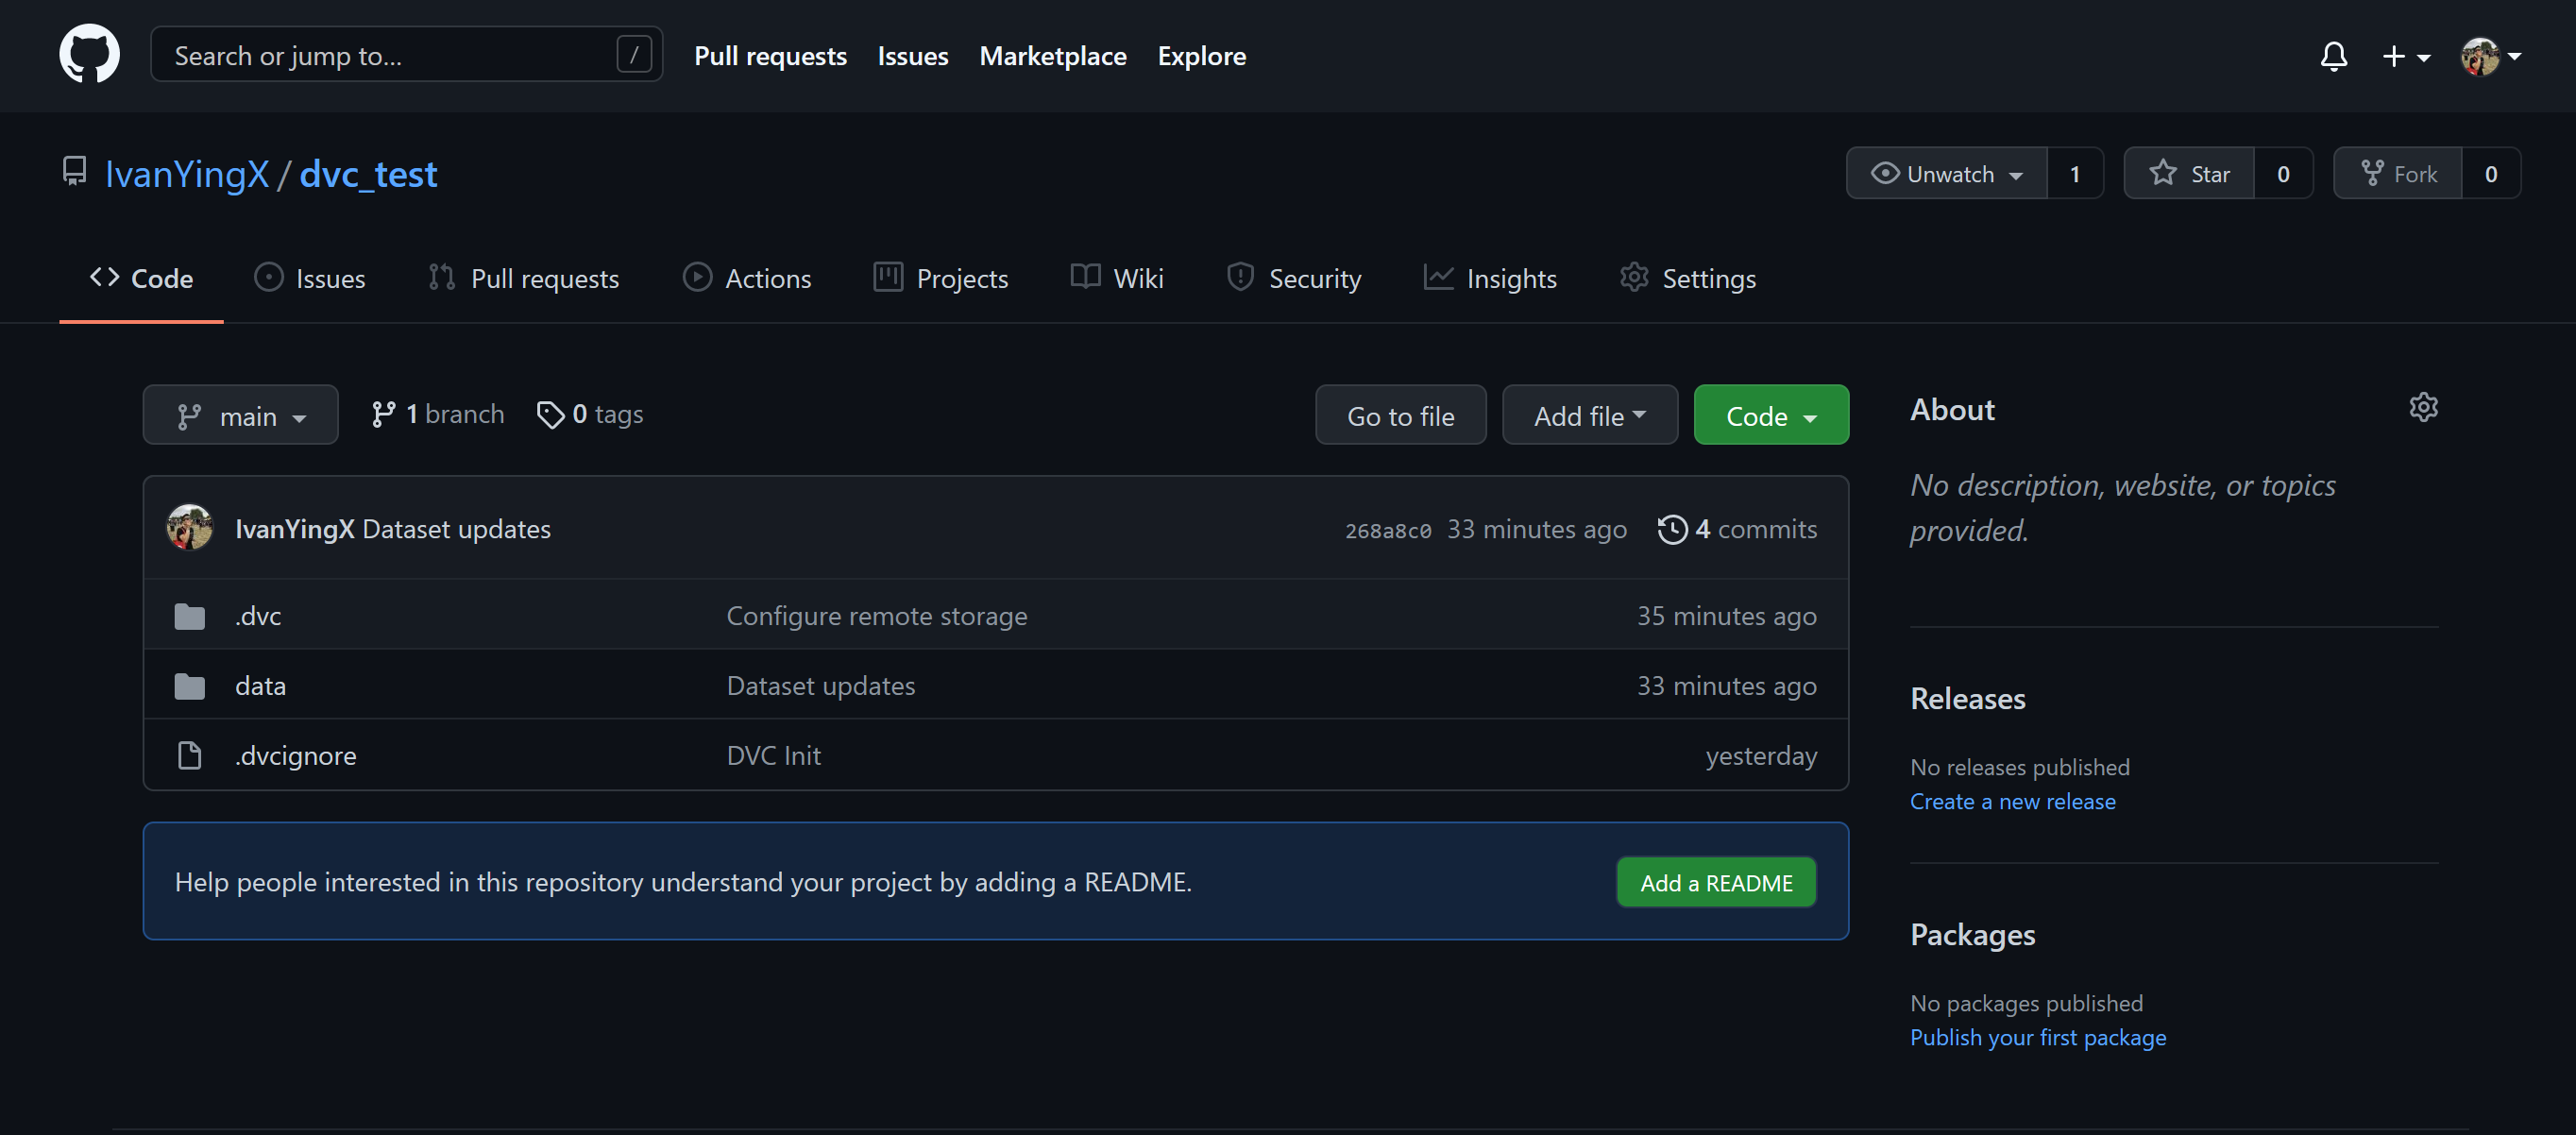 Search or jump to... /
Pull requests Issues Marketplace Explore
IvanYingX / dvc_test
Unwatch 1 Star 0 Fork 0
Code Issues Pull requests Actions Projects Wiki Security Insights Settings
main 1 branch 0 tags
Go to file Add file Code
IvanYingX Dataset updates 268a8c0 33 minutes ago 4 commits
.dvc Configure remote storage 35 minutes ago
data Dataset updates 33 minutes ago
.dvcignore DVC Init yesterday
Help people interested in this repository understand your project by adding a README. Add a README
About
No description, website, or topics
provided.
Releases
No releases published
Create a new release
Packages
No packages published
Publish your first package